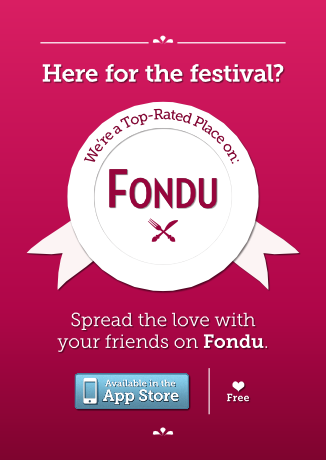 Here for the festival?
We're a Top-Rated Place on:
FONDU
Spread the love with
your friends on Fondu.
Available in the
App Store
Free